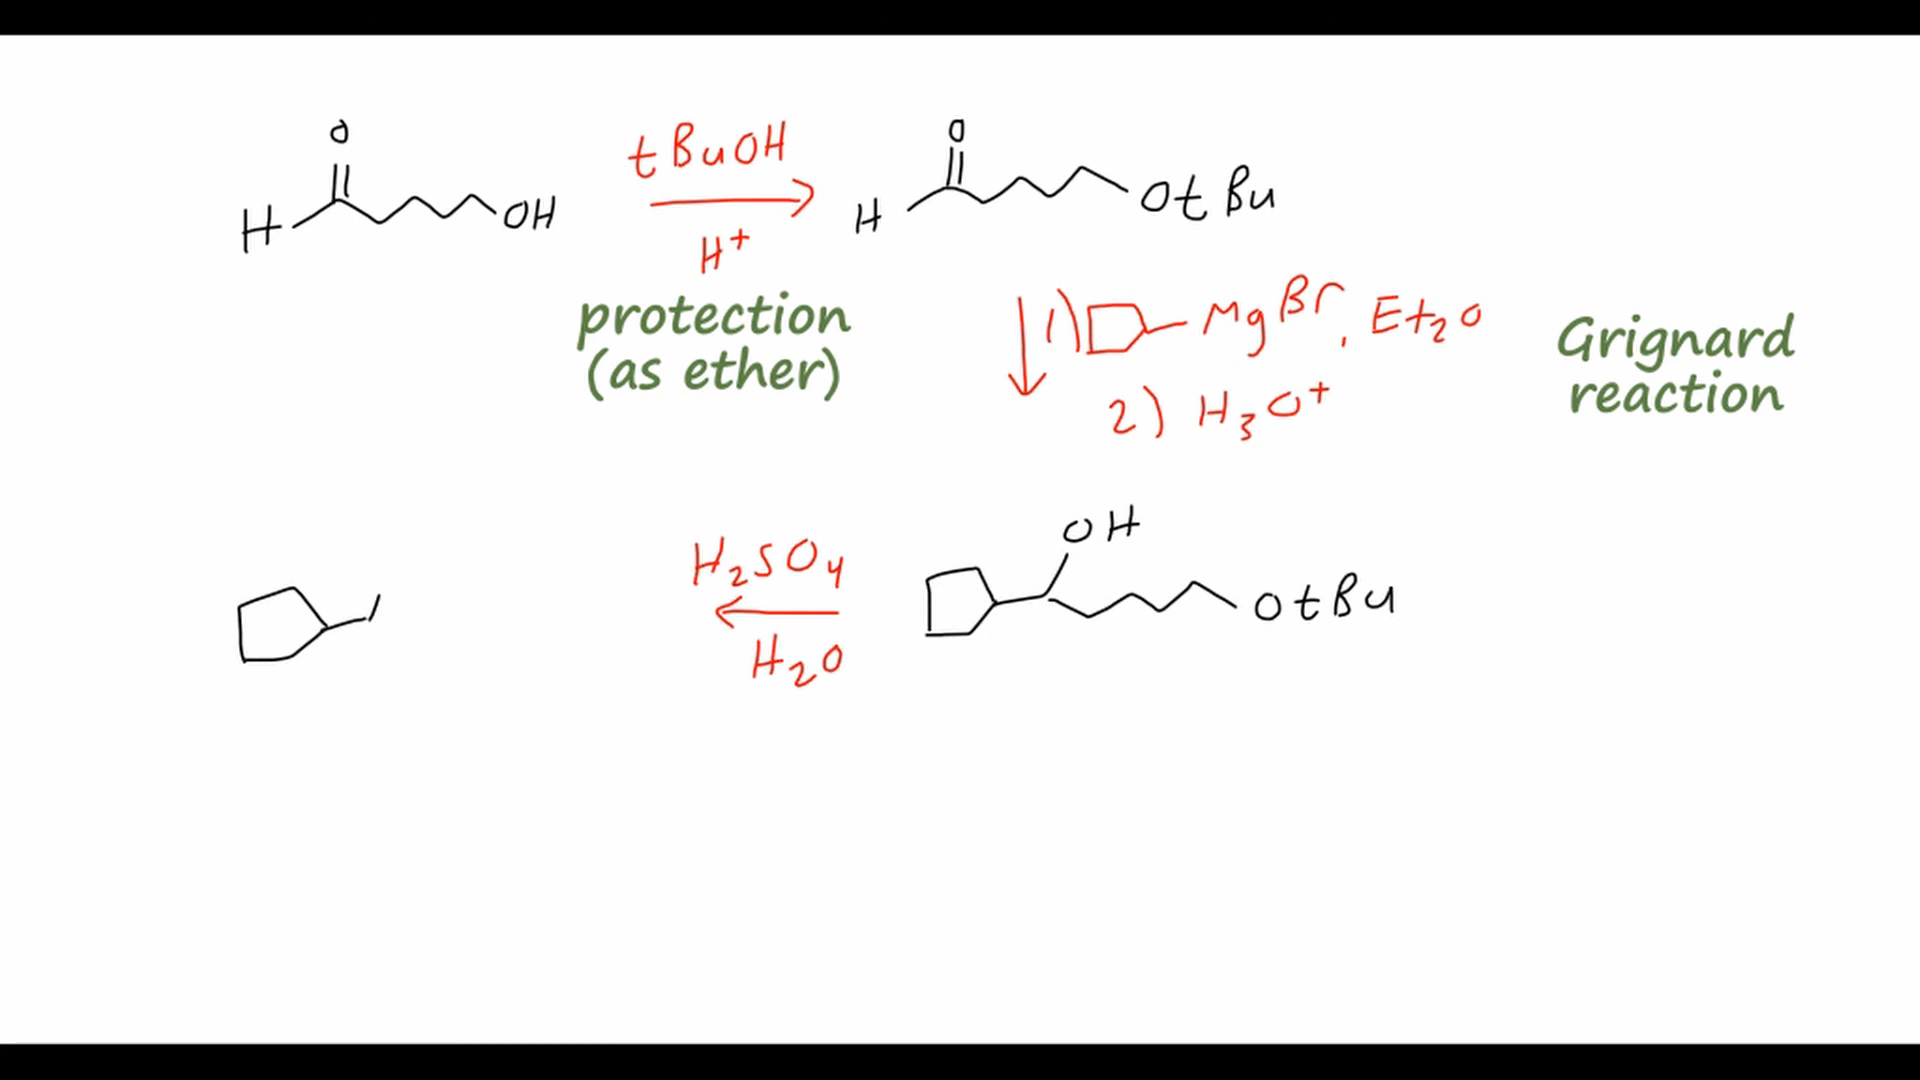 O
H
OH
tBuOH
H⁺
protection
(as ether)
O
H
OtBu
1) MgBr, Et₂O
2) H₃O⁺
Grignard
reaction
OH
OtBu
H₂SO₄
H₂O